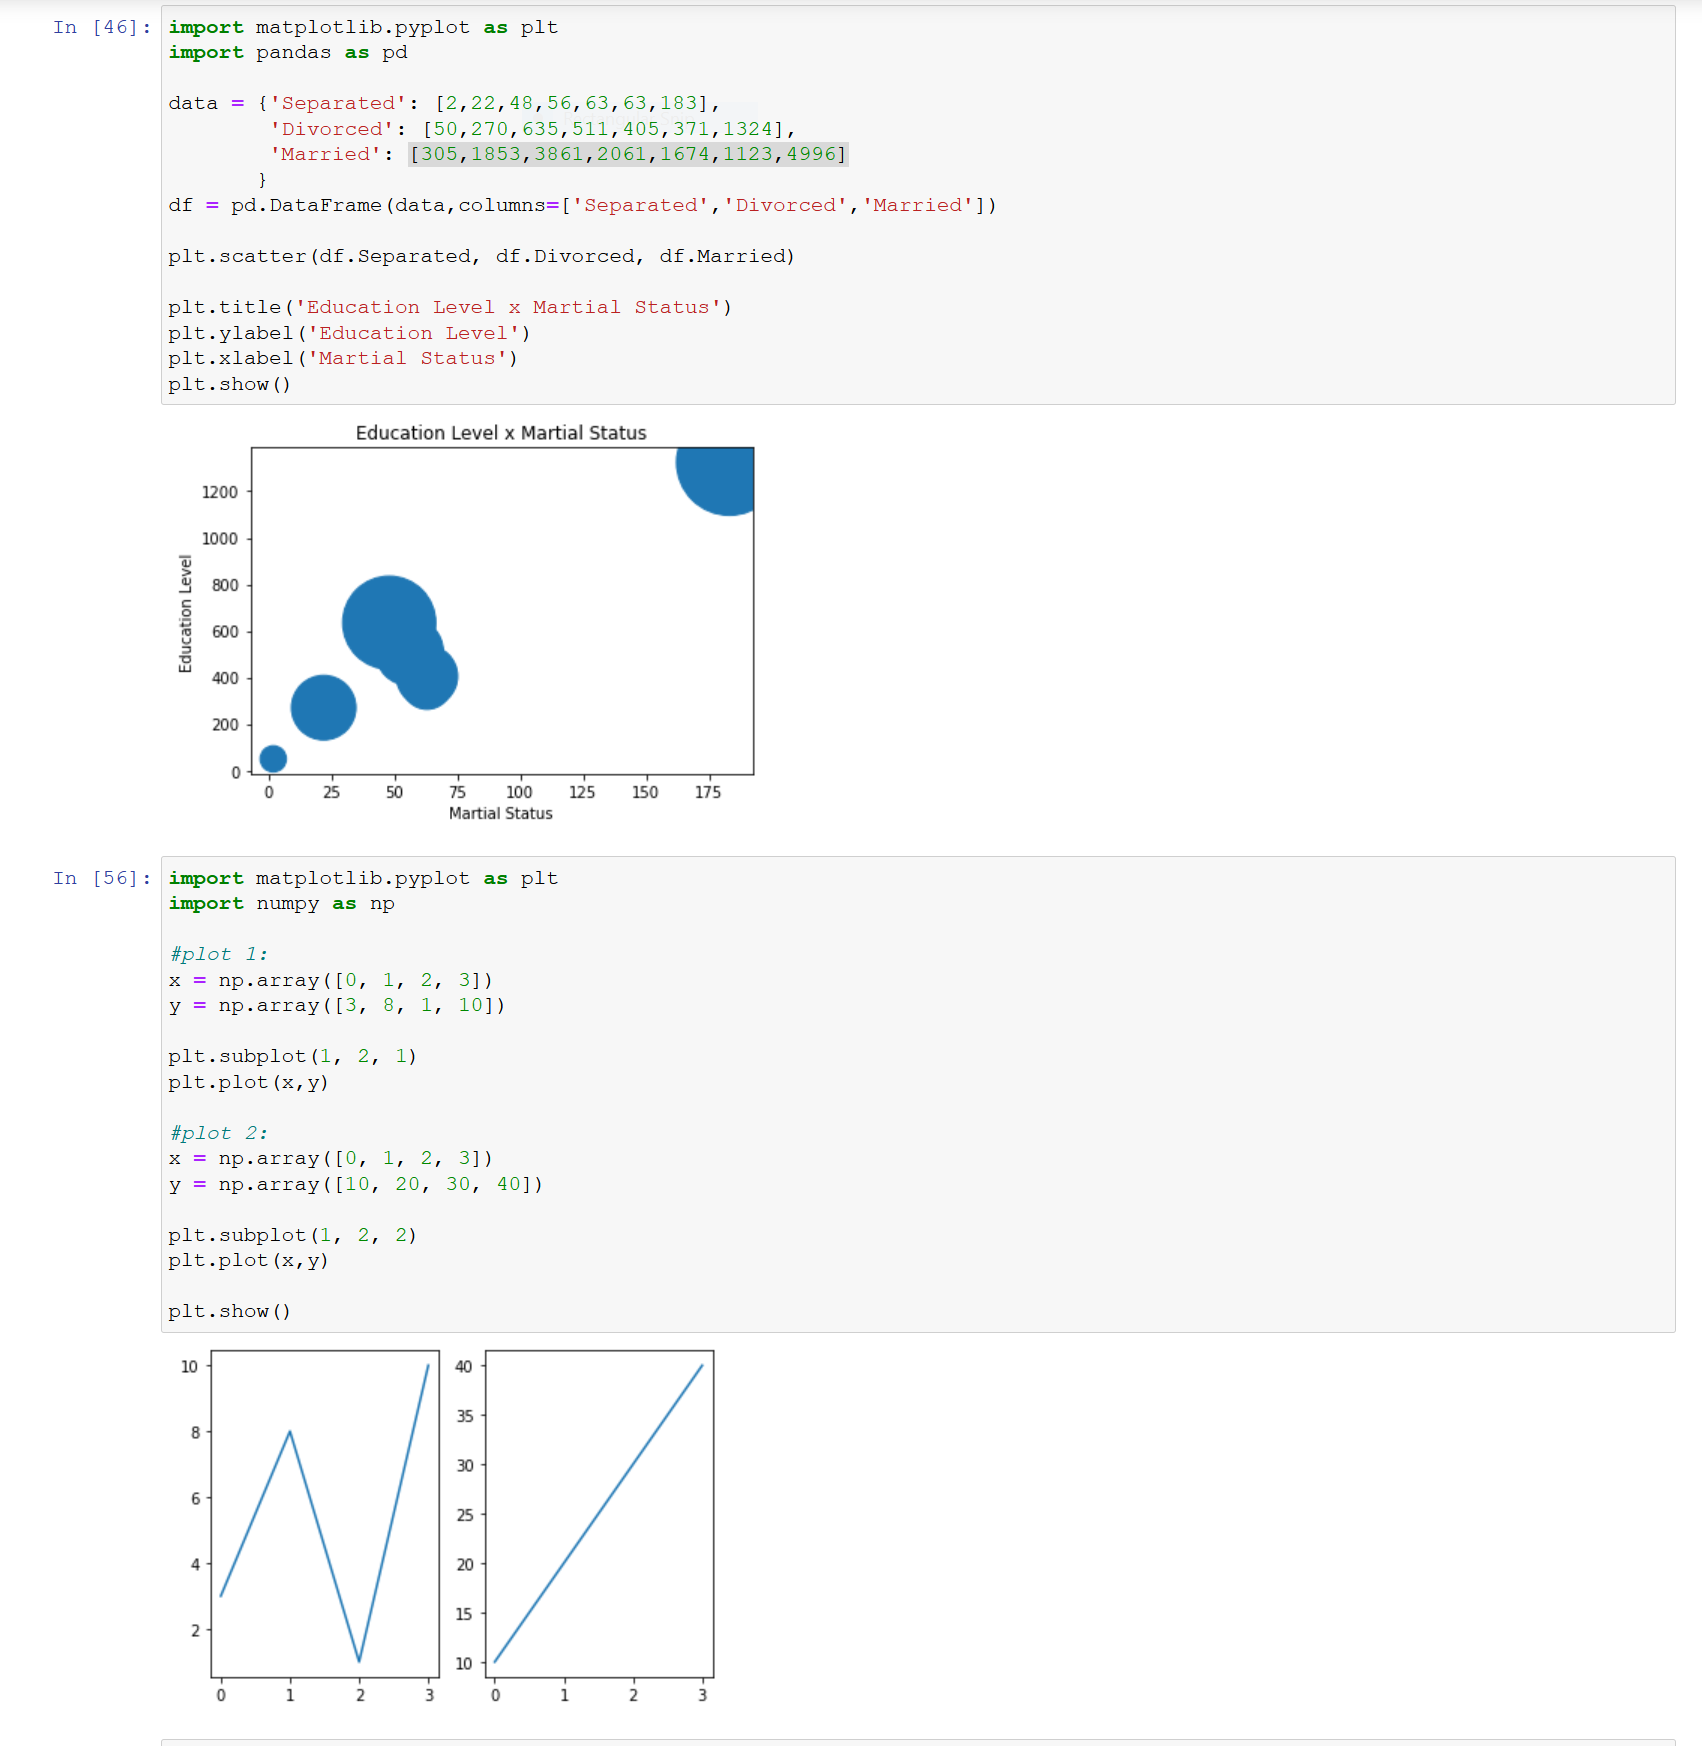 In [46]: import matplotlib.pyplot as plt
import pandas as pd
data = {'Separated': [2,22,48,56,63,63,183],
'Divorced': [50,270,635,511,405,371,1324],
'Married': [305,1853,3861,2061,1674,1123,4996]
}
df = pd.DataFrame(data,columns=['Separated','Divorced','Married'])
plt.scatter(df.Separated, df.Divorced, df.Married)
plt.title('Education Level x Martial Status')
plt.ylabel('Education Level')
plt.xlabel('Martial Status')
plt.show()
Education Level x Martial Status
1200
1000
800
600
400
200
0
Education Level
0 25 50 75 100 125 150 175
Martial Status
In [56]: import matplotlib.pyplot as plt
import numpy as np
#plot 1:
x = np.array([0, 1, 2, 3])
y = np.array([3, 8, 1, 10])
plt.subplot(1, 2, 1)
plt.plot(x,y)
#plot 2:
x = np.array([0, 1, 2, 3])
y = np.array([10, 20, 30, 40])
plt.subplot(1, 2, 2)
plt.plot(x,y)
plt.show()
10
8
6
4
2
0 1 2 3
40
35
30
25
20
15
10
0 1 2 3